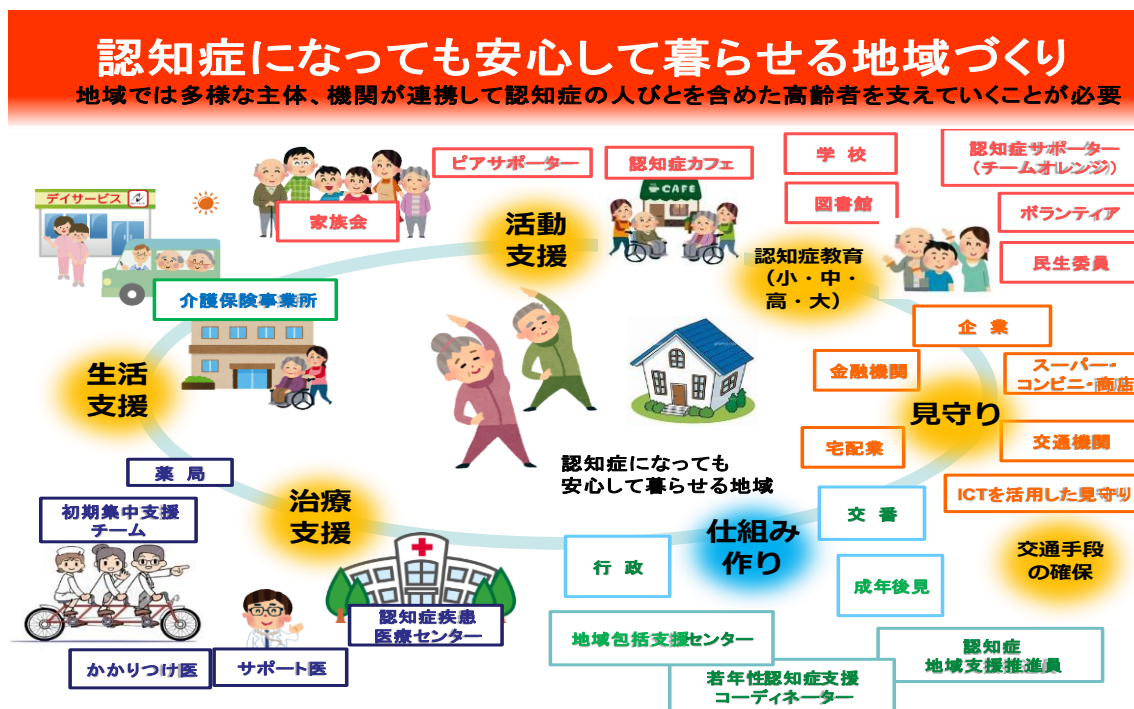 認知症になっても安心して暮らせる地域づくり
地域では多様な主体、機関が連携して認知症の人びとを含めた高齢者を支えていくことが必要
ピアサポーター
認知症カフェ
学 校
認知症サポーター
（チームオレンジ）
デイサービス
CAFE
図書館
ボランティア
家族会
活動
支援
認知症教育
（小・中・
高・大）
民生委員
介護保険事業所
企 業
生活
支援
金融機関
スーパー・
コンビニ・商店
見守り
宅配業
交通機関
認知症になっても
安心して暮らせる地域
薬 局
ICTを活用した見守り
初期集中支援
チーム
治療
支援
交 番
仕組み
作り
交通手段
の確保
行 政
成年後見
認知症疾患
医療センター
地域包括支援センター
認知症
地域支援推進員
かかりつけ医
サポート医
若年性認知症支援
コーディネーター